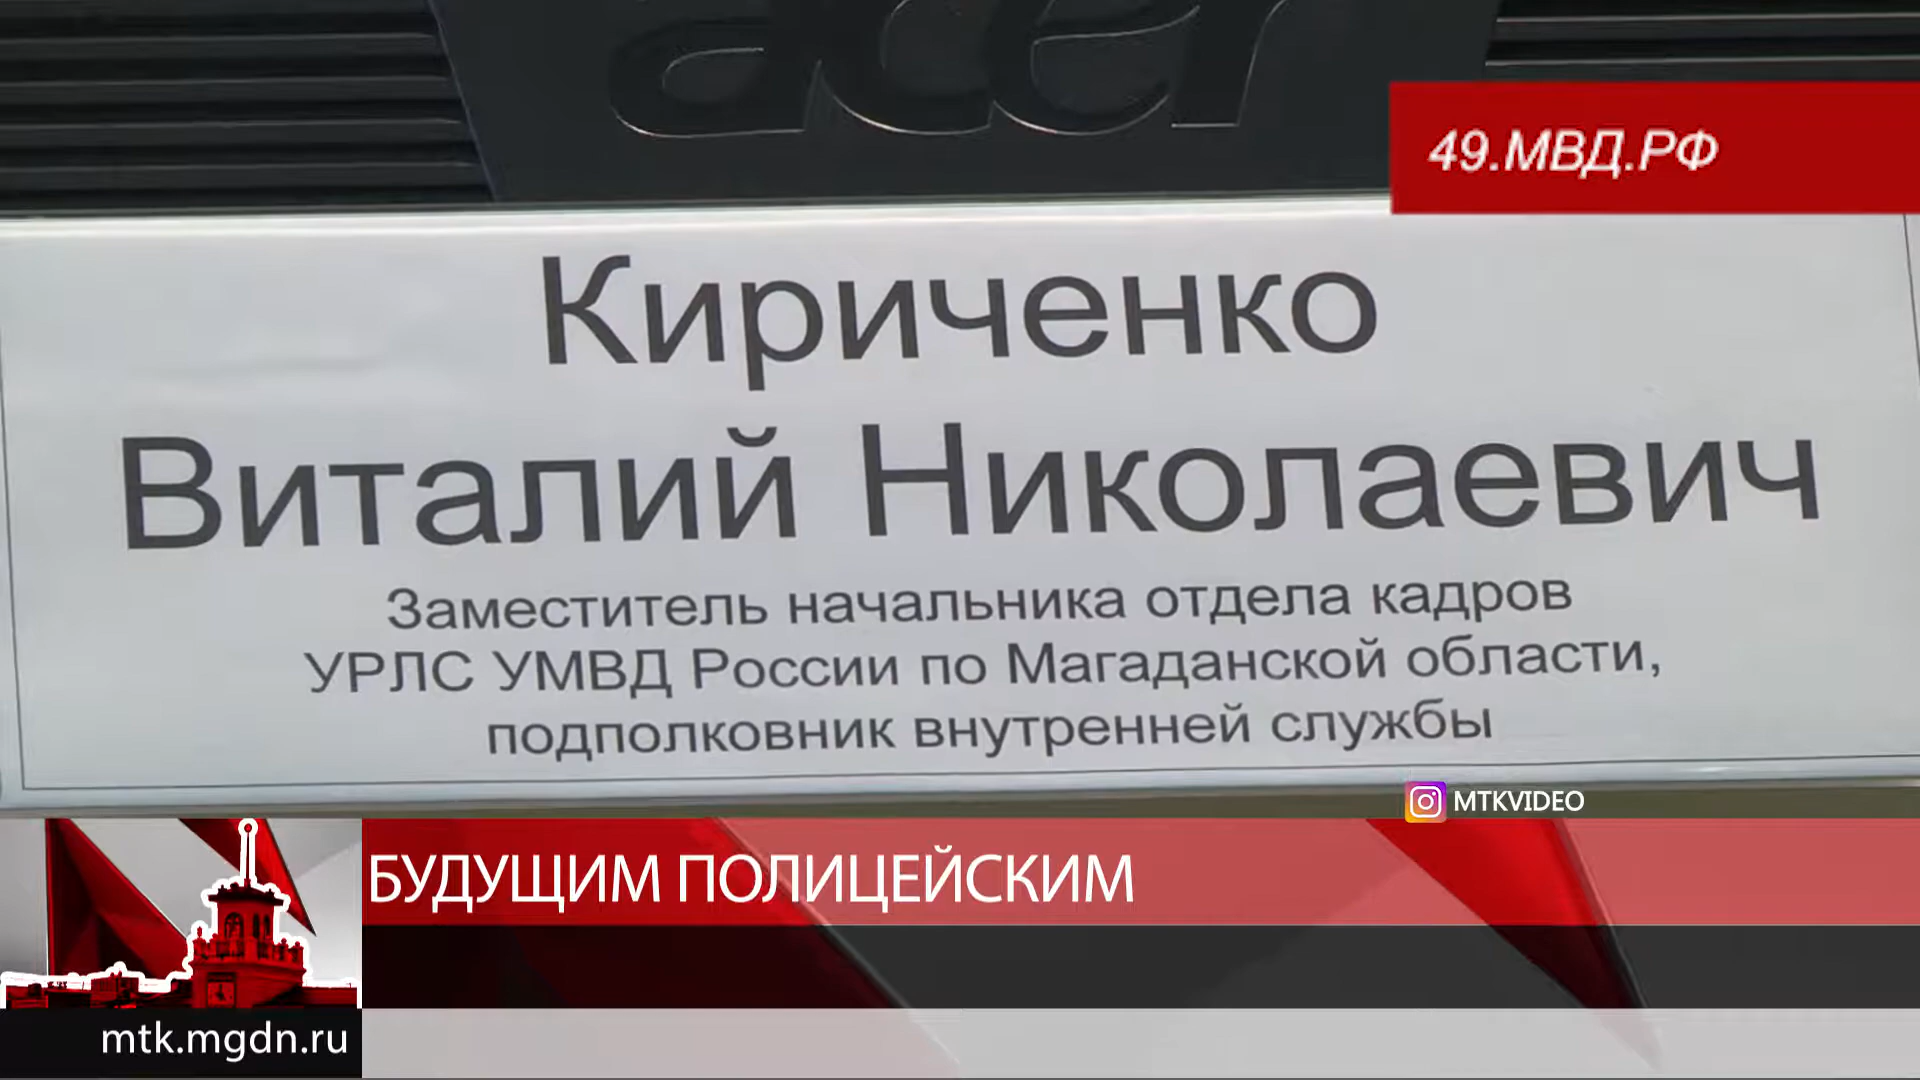 acer
49.МВД.РФ
Кириченко
Виталий Николаевич
Заместитель начальника отдела кадров
УРЛС УМВД России по Магаданской области,
подполковник внутренней службы
MTKVIDEO
БУДУЩИМ ПОЛИЦЕЙСКИМ
mtk.mgdn.ru